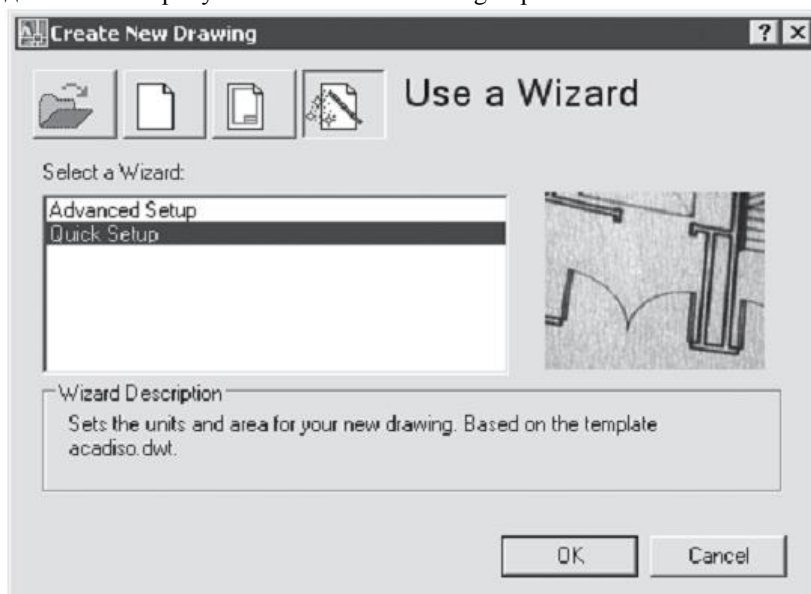 Create New Drawing
Use a Wizard
Select a Wizard:
Advanced Setup
Quick Setup
Wizard Description
Sets the units and area for your new drawing. Based on the template
acadiso.dwt.
OK
Cancel